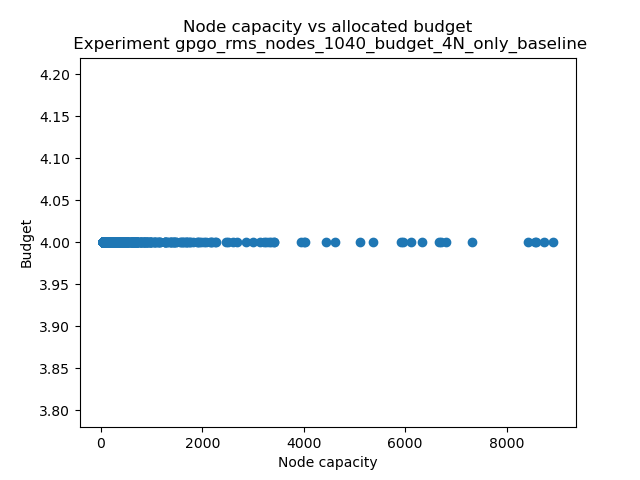 Node capacity vs allocated budget
Experiment gpgo_rms_nodes_1040_budget_4N_only_baseline
4.20
4.15
4.10
4.05
4.00
3.95
3.90
3.85
3.80
Budget
0 2000 4000 6000 8000
Node capacity